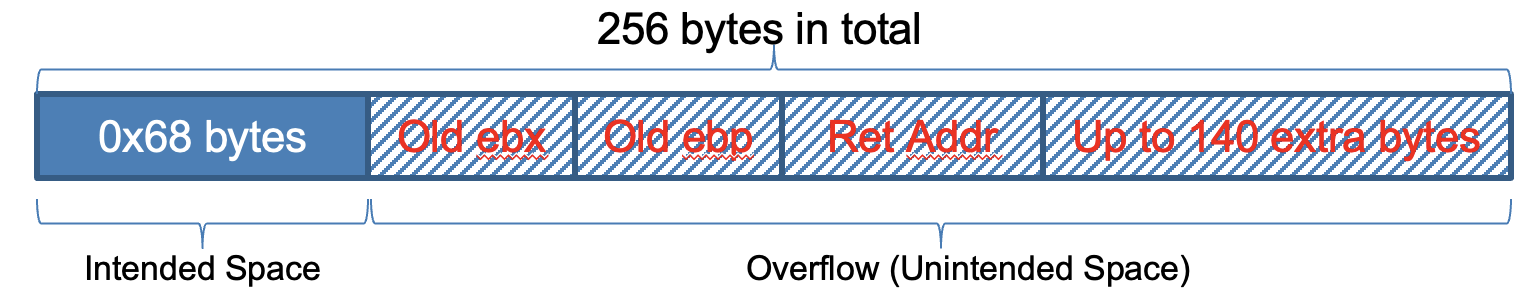 256 bytes in total
0x68 bytes Old ebx Old ebp Ret Addr Up to 140 extra bytes
Intended Space Overflow (Unintended Space)